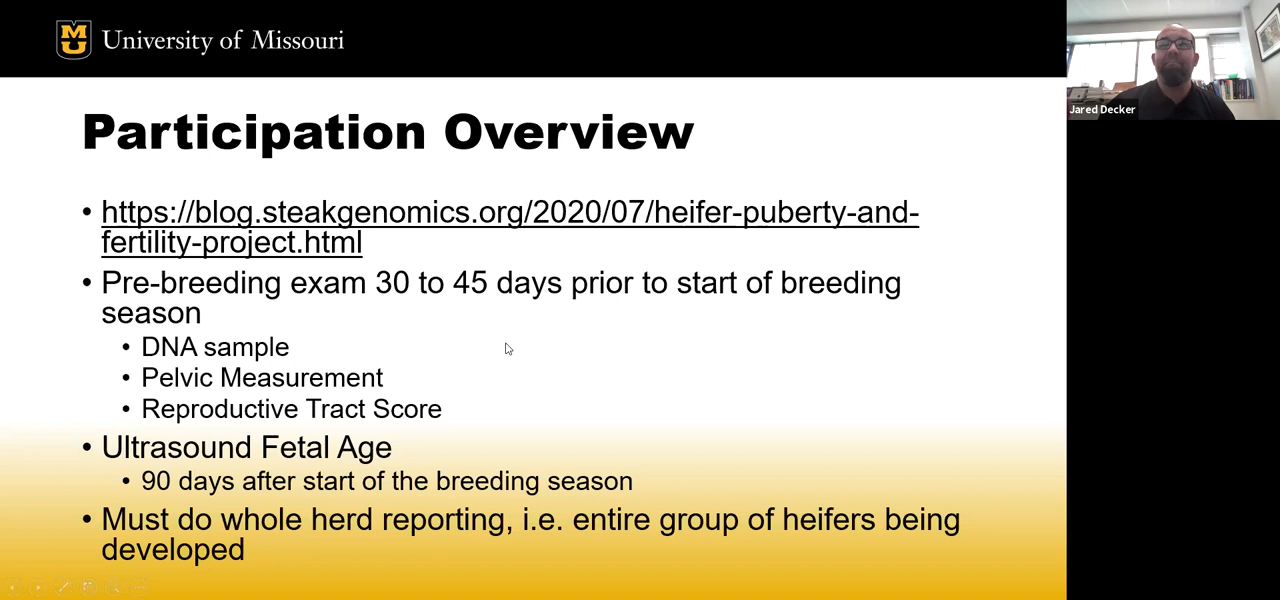 MU
University of Missouri
Jared Decker
Participation Overview
• https://blog.steakgenomics.org/2020/07/heifer-puberty-and-
fertility-project.html
• Pre-breeding exam 30 to 45 days prior to start of breeding
season
• DNA sample
• Pelvic Measurement
• Reproductive Tract Score
• Ultrasound Fetal Age
• 90 days after start of the breeding season
• Must do whole herd reporting, i.e. entire group of heifers being
developed